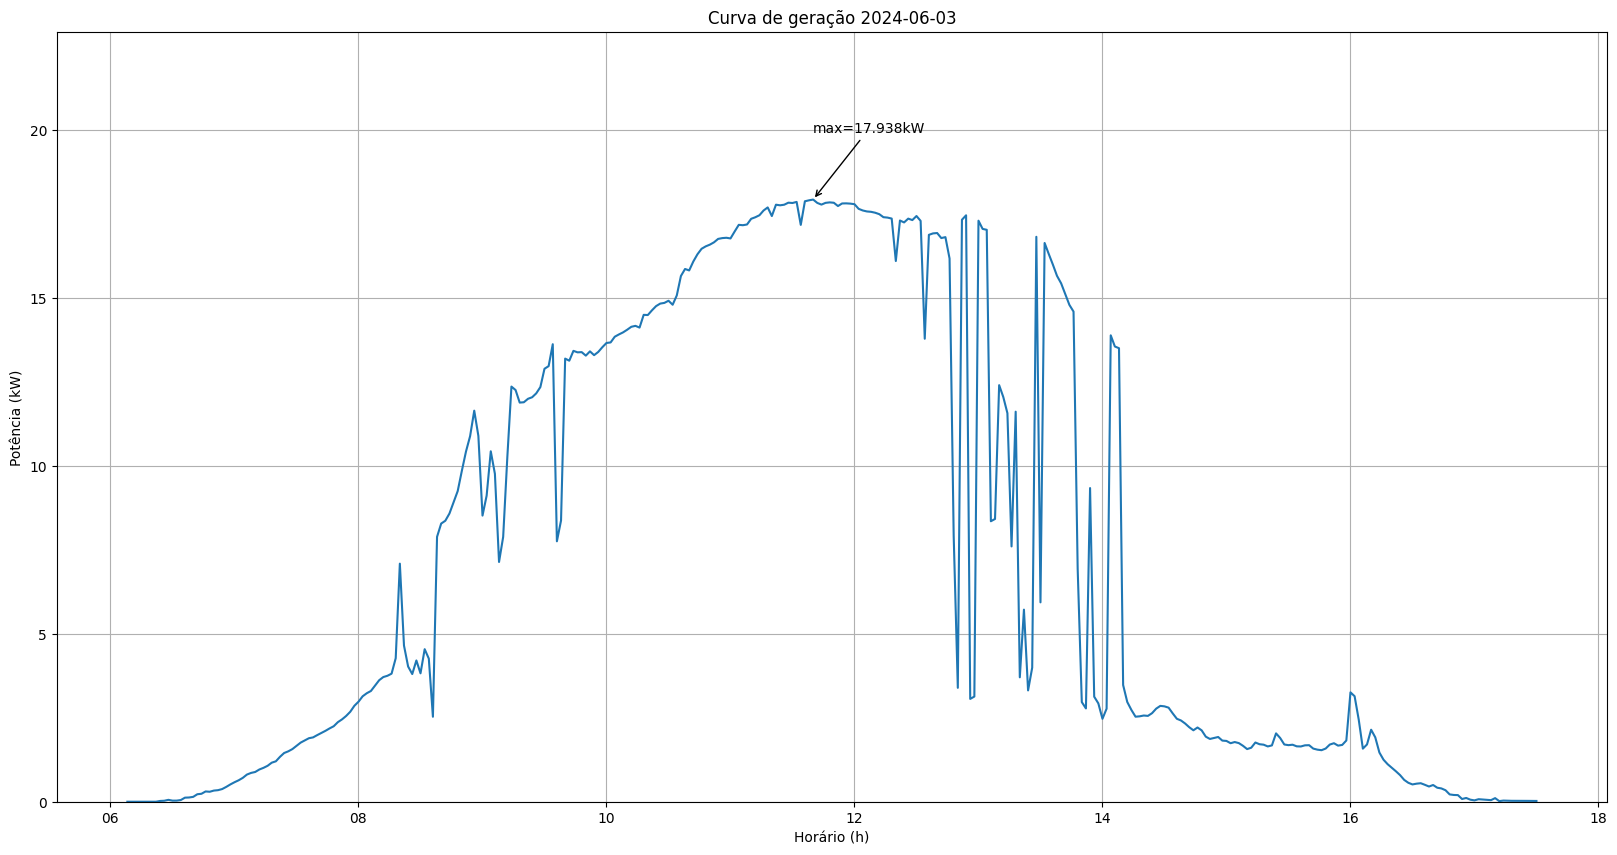 Curva de geração 2024-06-03
max=17.938kW
Potência (kW)
20
15
10
5
0
06 08 10 12 14 16 18
Horário (h)